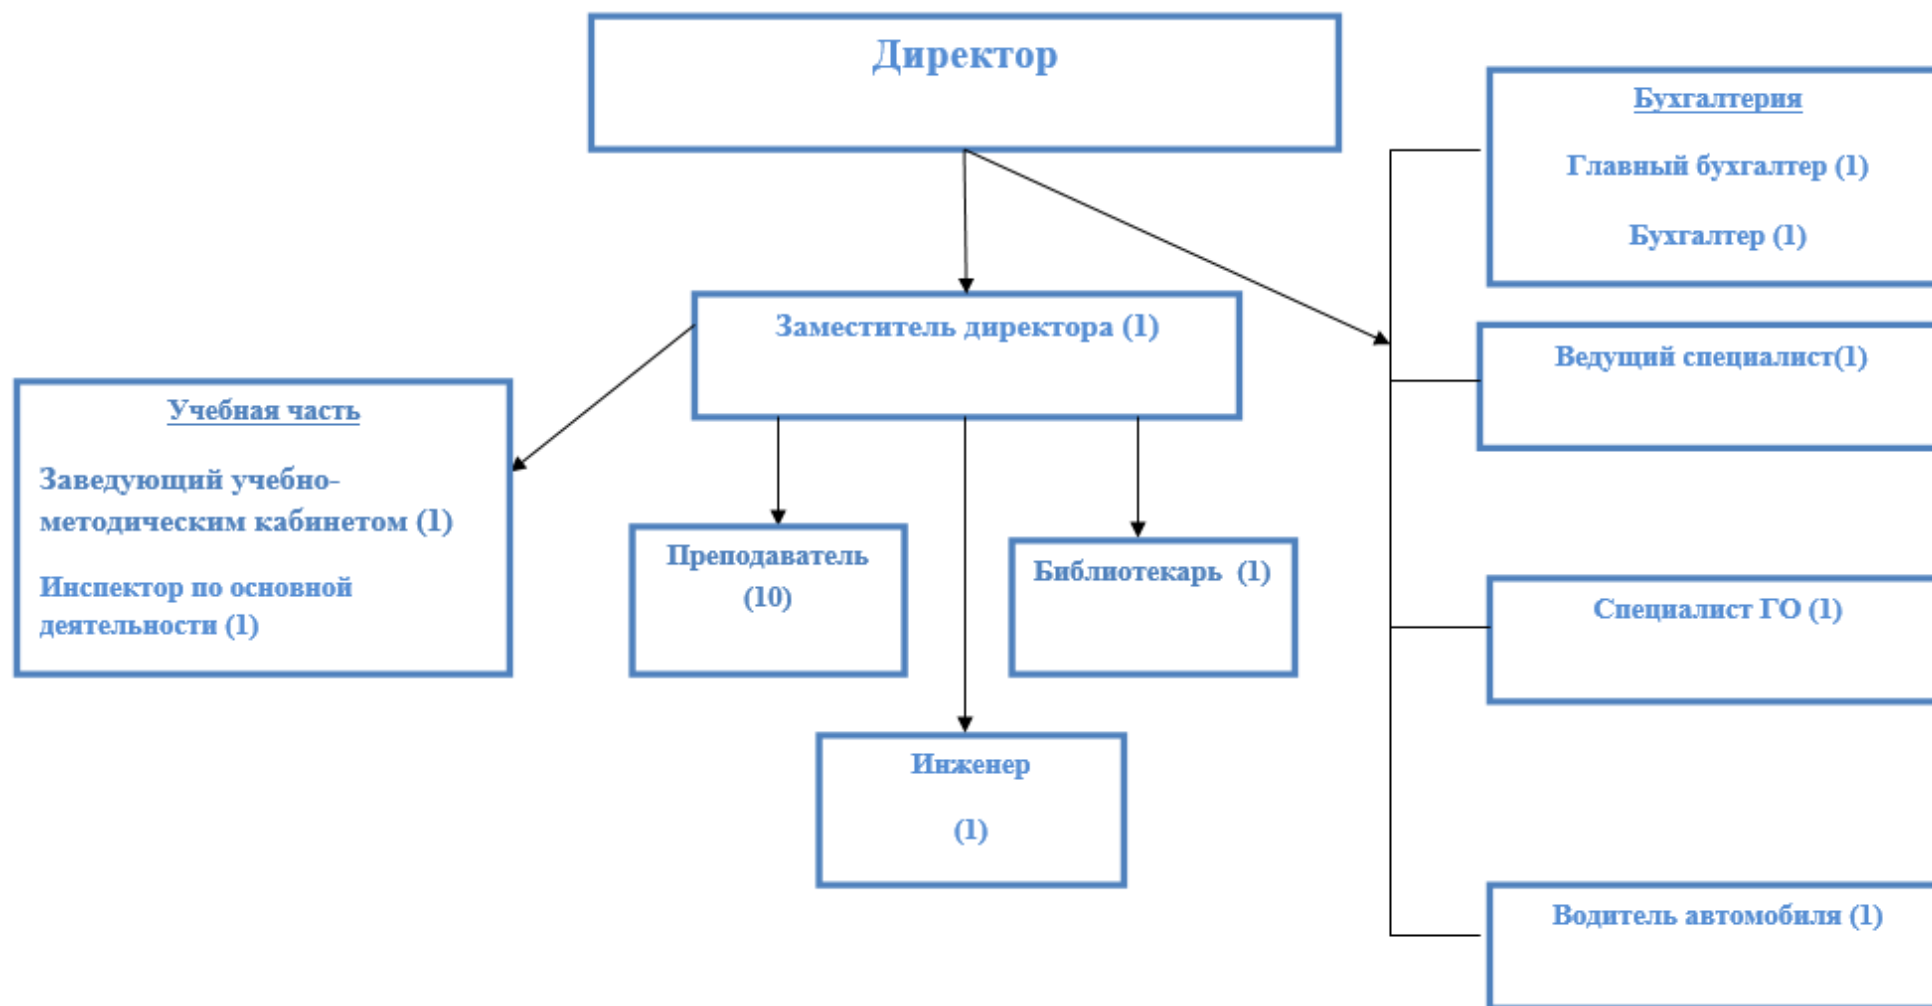 Директор
Бухгалтерия
Главный бухгалтер (1)
Бухгалтер (1)
Заместитель директора (1)
Ведущий специалист(1)
Учебная часть
Заведующий учебно-
методическим кабинетом (1)
Инспектор по основной
деятельности (1)
Преподаватель
(10)
Библиотекарь (1)
Специалист ГО (1)
Инженер
(1)
Водитель автомобиля (1)